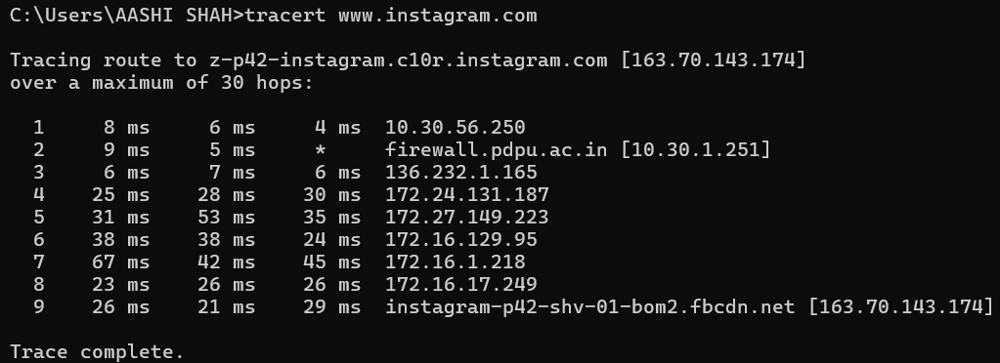 C:\Users\AASHI SHAH>tracert www.instagram.com
Tracing route to z-p42-instagram.c10r.instagram.com [163.70.143.174]
over a maximum of 30 hops:
1 8 ms 6 ms 4 ms 10.30.56.250
2 9 ms 5 ms * firewall.pdpu.ac.in [10.30.1.251]
3 6 ms 7 ms 6 ms 136.232.1.165
4 25 ms 28 ms 30 ms 172.24.131.187
5 31 ms 53 ms 35 ms 172.27.149.223
6 38 ms 38 ms 24 ms 172.16.129.95
7 67 ms 42 ms 45 ms 172.16.1.218
8 23 ms 26 ms 26 ms 172.16.17.249
9 26 ms 21 ms 29 ms instagram-p42-shv-01-bom2.fbcdn.net [163.70.143.174]
Trace complete.